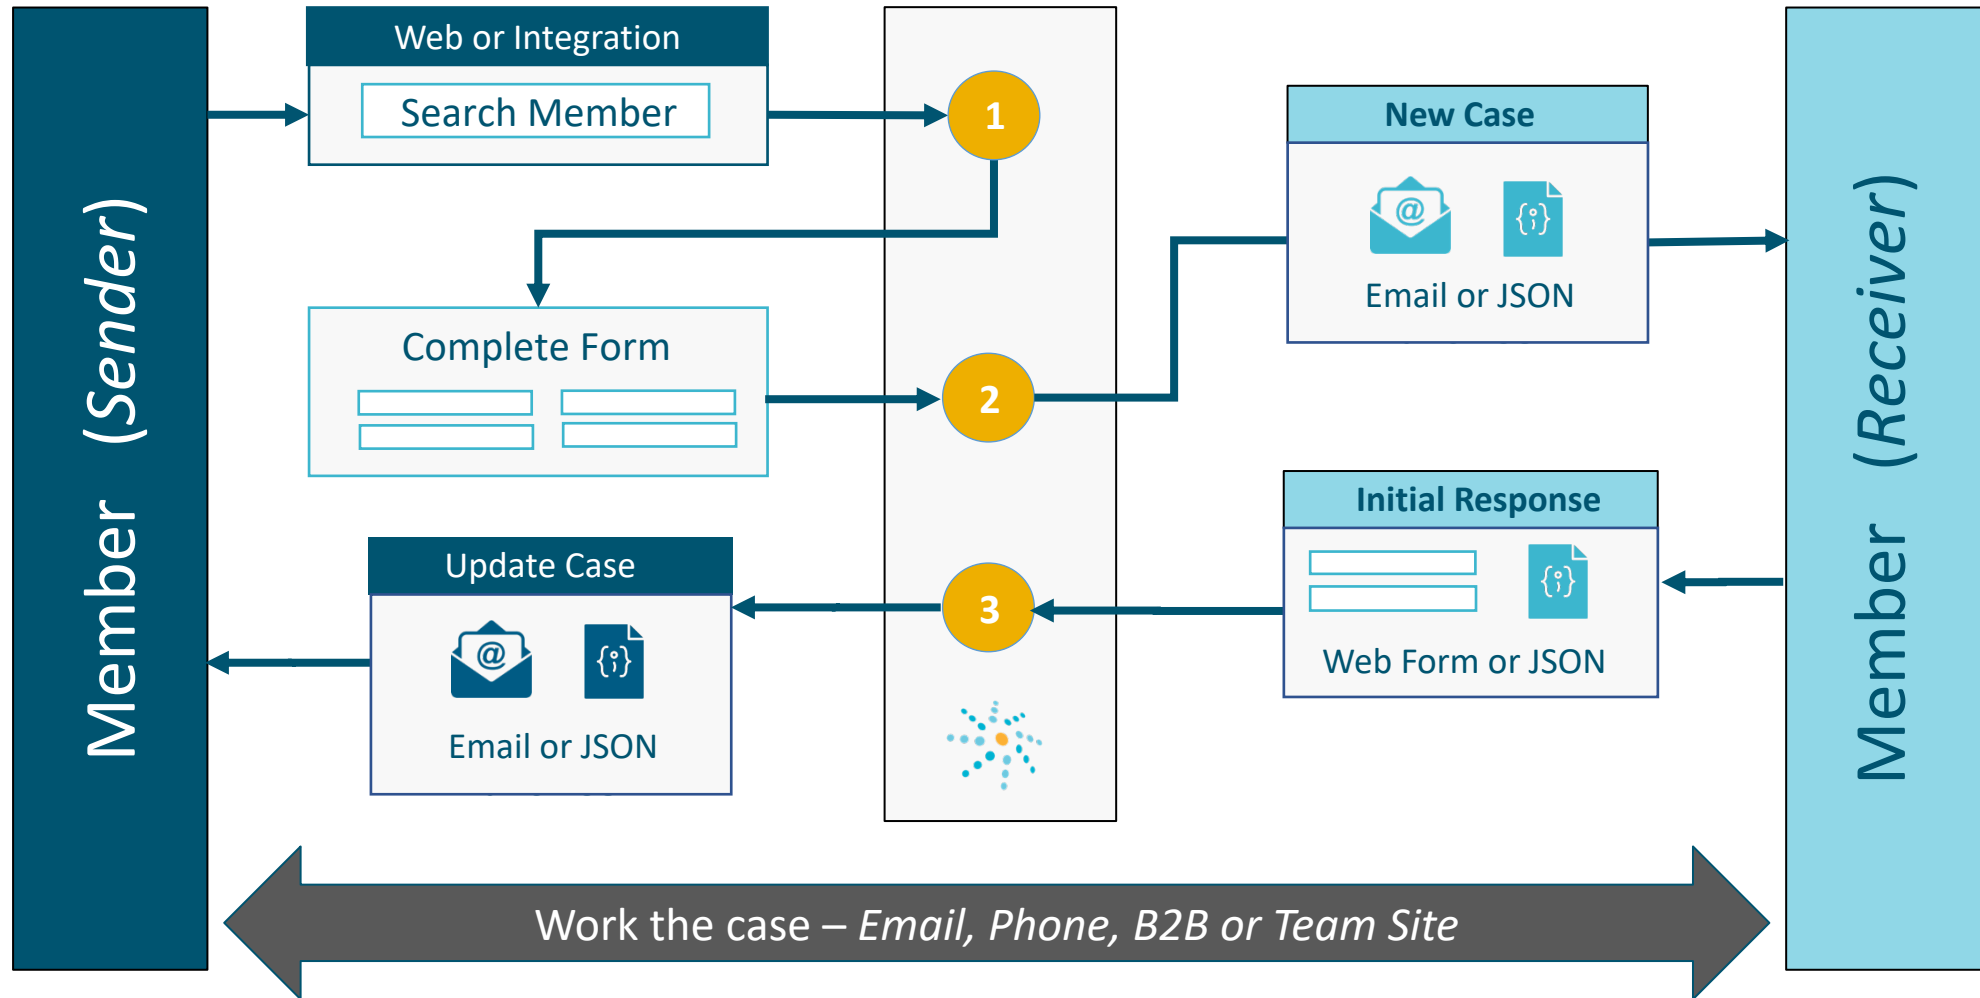 Member (Sender)
Web or Integration
Search Member
1
Complete Form
2
New Case
Email or JSON
Initial Response
Web Form or JSON
3
Update Case
Email or JSON
Member (Receiver)
Work the case – Email, Phone, B2B or Team Site